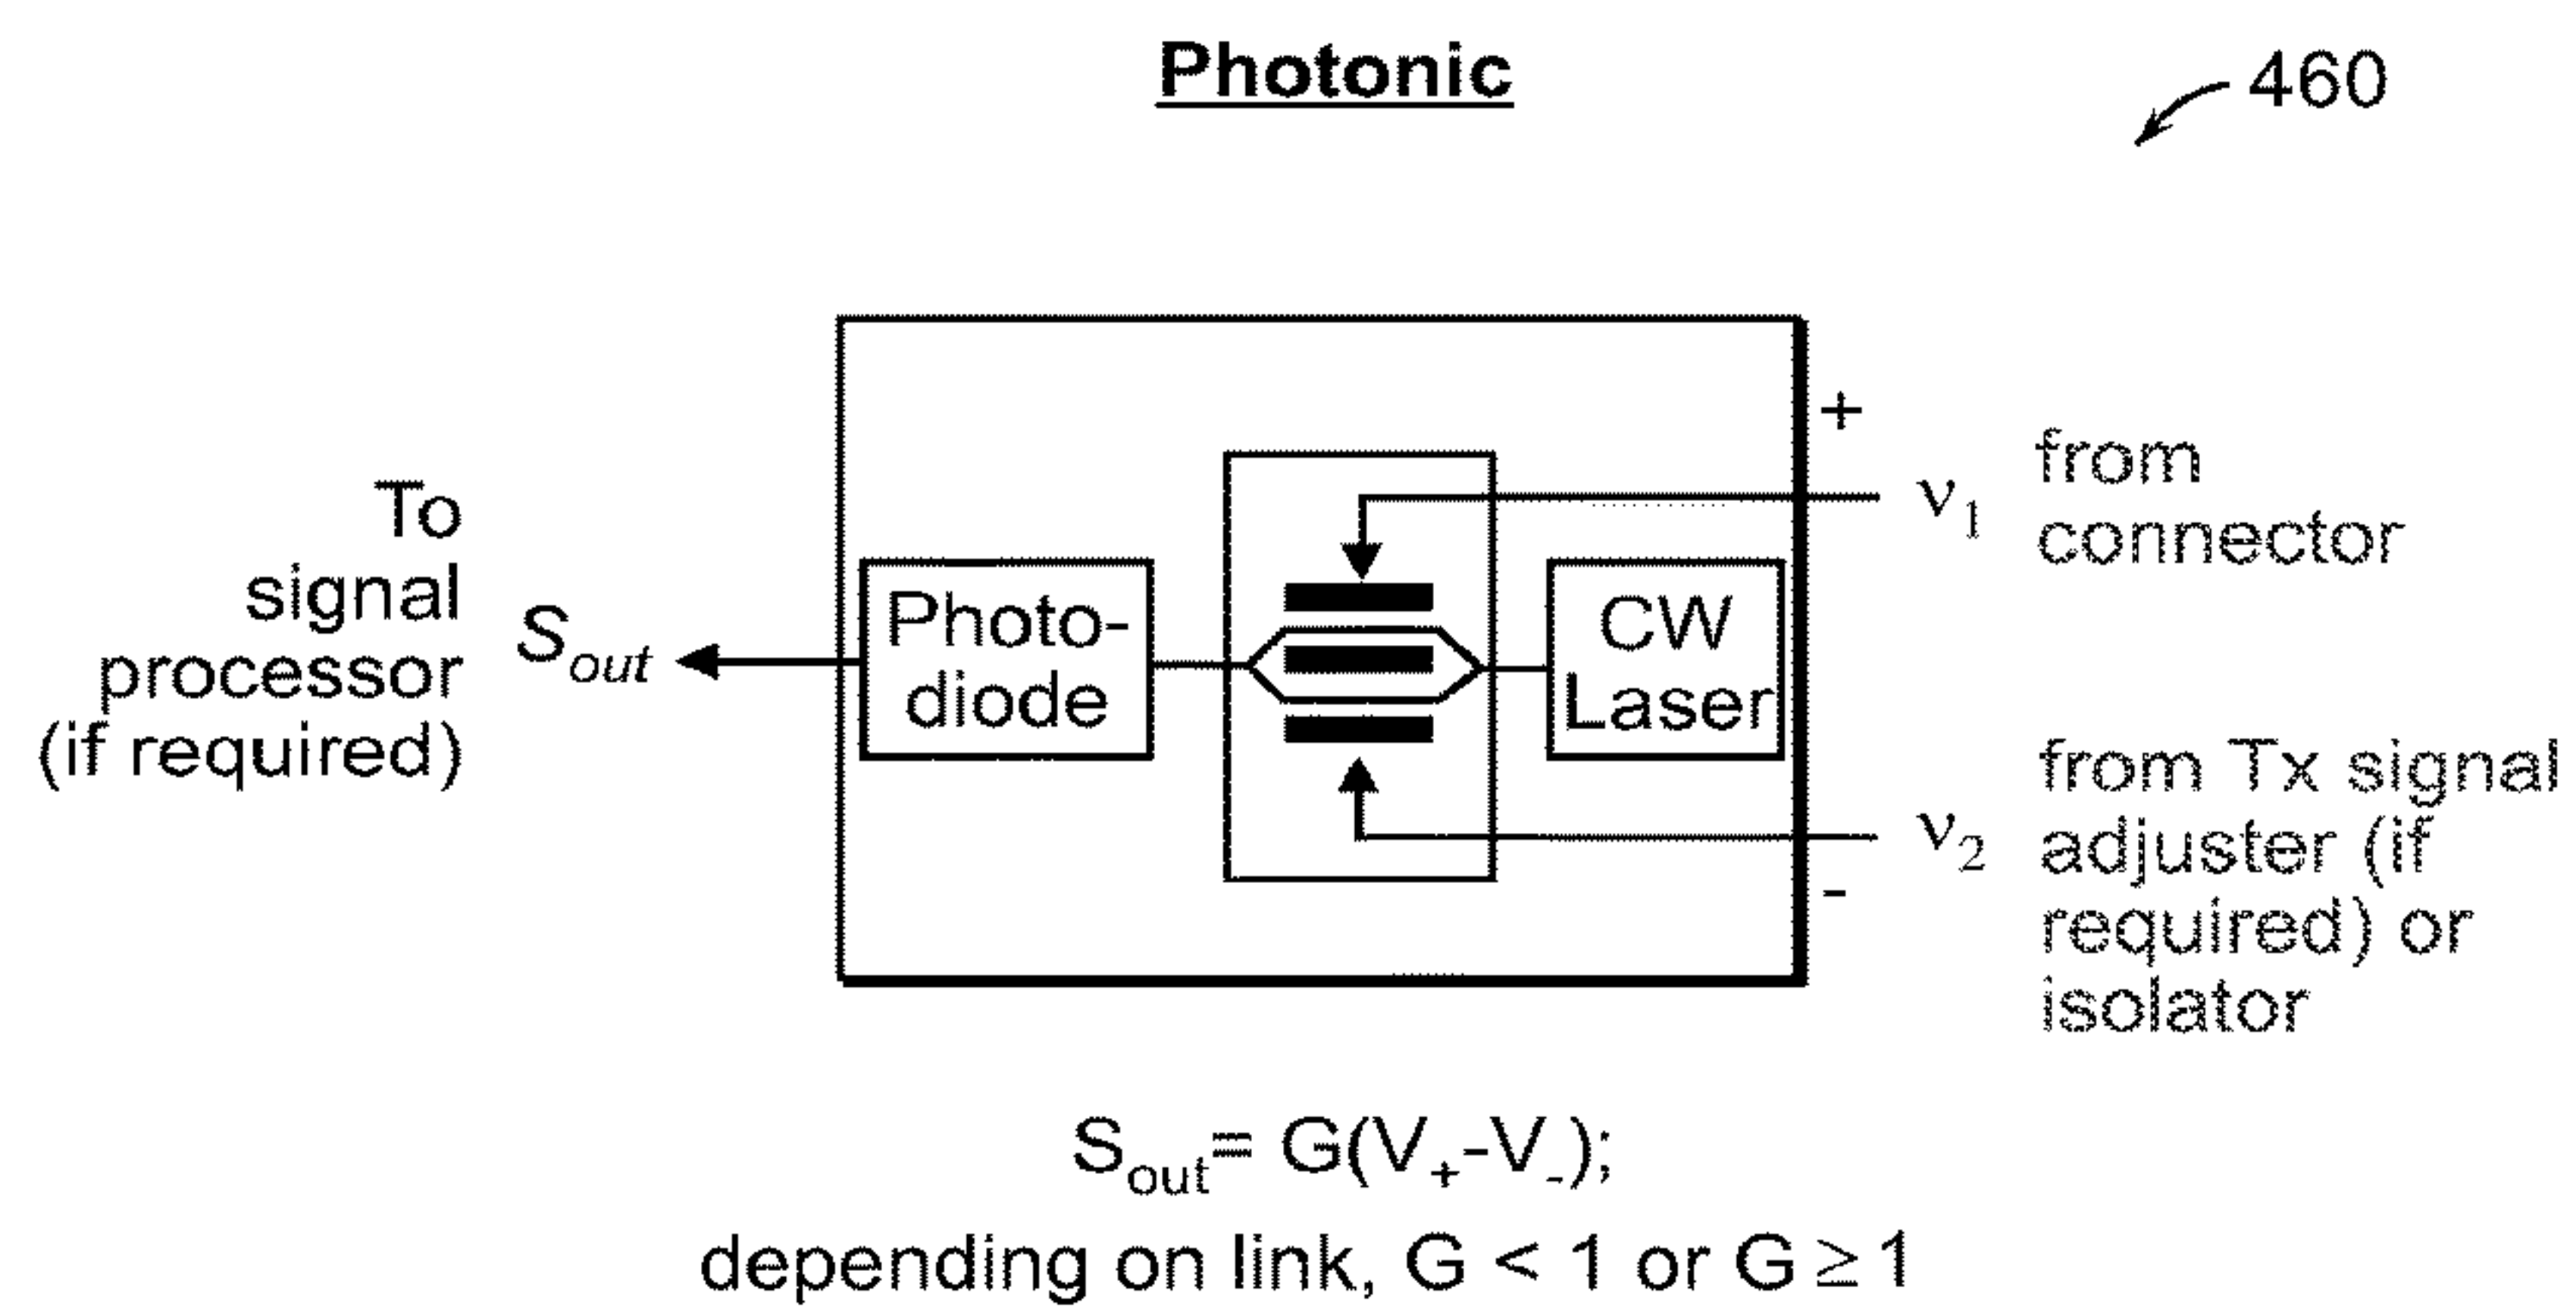 Photonic
460
To
signal
processor
(if required)
Sout
Photo-
diode
CW
Laser
+
ν1
from
connector
ν2
-
from Tx signal
adjuster (if
required) or
isolator
Sout= G(V+-V-);
depending on link, G < 1 or G ≥ 1